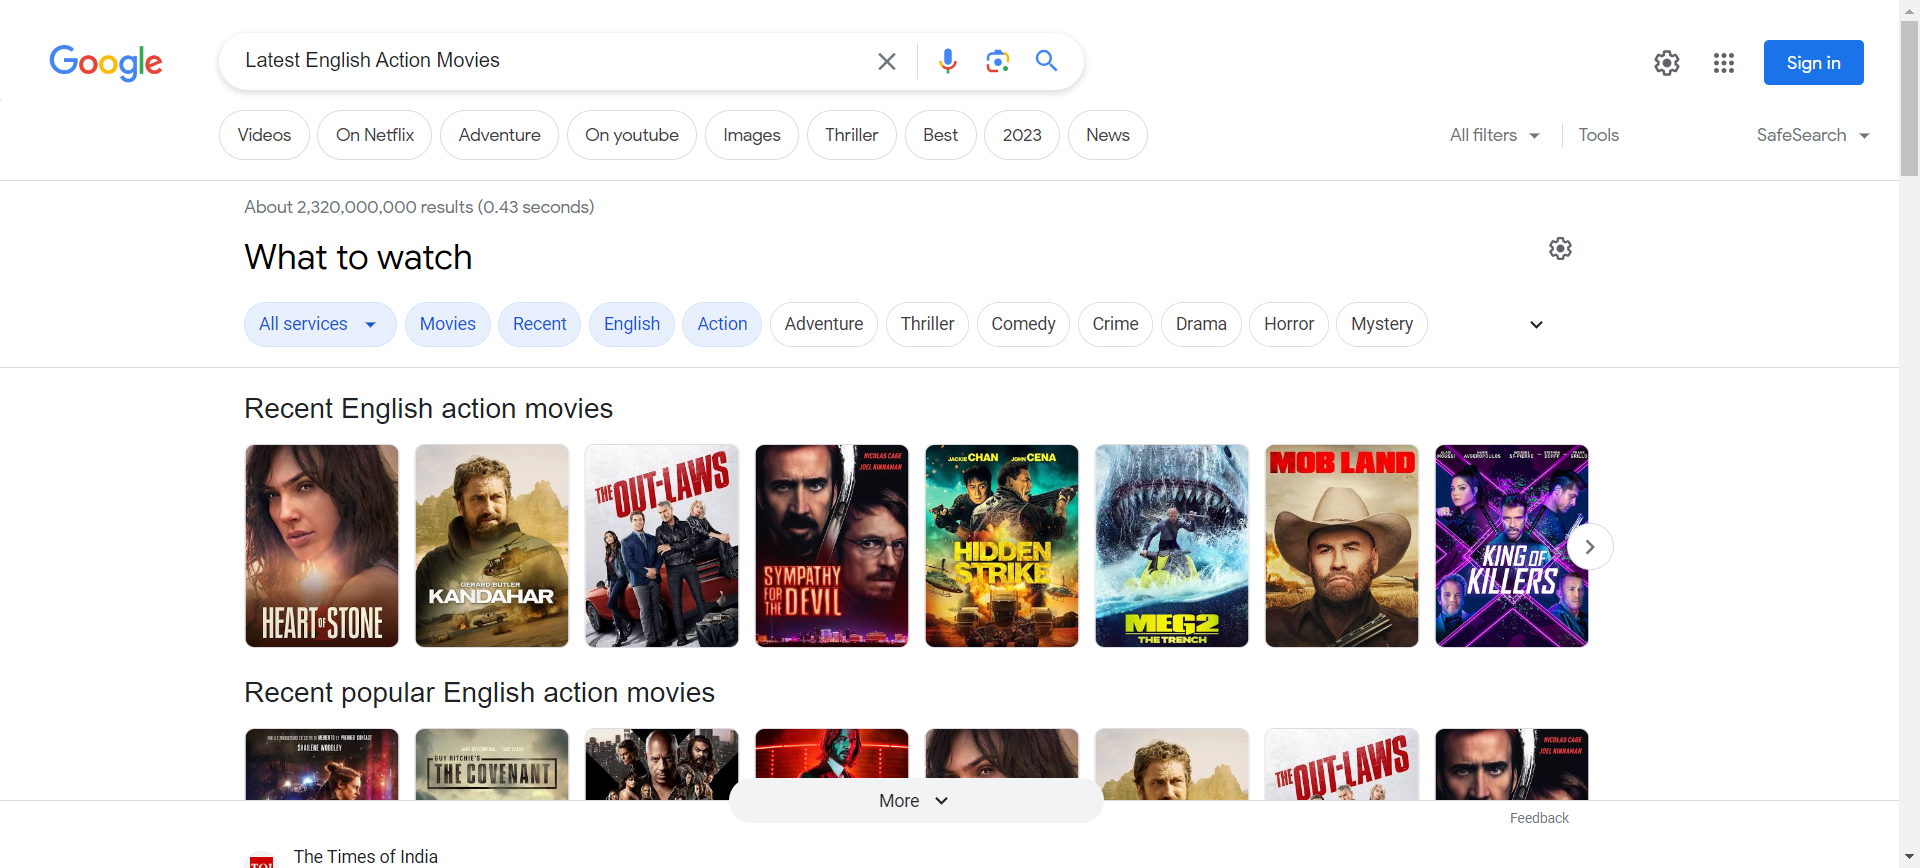 Google
Latest English Action Movies
Sign in
Videos
On Netflix
Adventure
On youtube
Images
Thriller
Best
2023
News
All filters
Tools
SafeSearch
About 2,320,000,000 results (0.43 seconds)
What to watch
All services
Movies
Recent
English
Action
Adventure
Thriller
Comedy
Crime
Drama
Horror
Mystery
Recent English action movies
HEART OF STONE
GERARD BUTLER
KANDAHAR
THE OUT-LAWS
NICOLAS CAGE
JOEL KINNAMAN
SYMPATHY
FOR THE DEVIL
JACKIE CHAN JOHN CENA
HIDDEN
STRIKE
MEG2
THE TRENCH
MOB LAND
KING OF
KILLERS
Recent popular English action movies
SHAILENE WOODLEY
GUY RITCHIE'S
THE COVENANT
THE OUT-LAWS
NICOLAS CAGE
JOEL KINNAMAN
More
Feedback
The Times of India
TOI